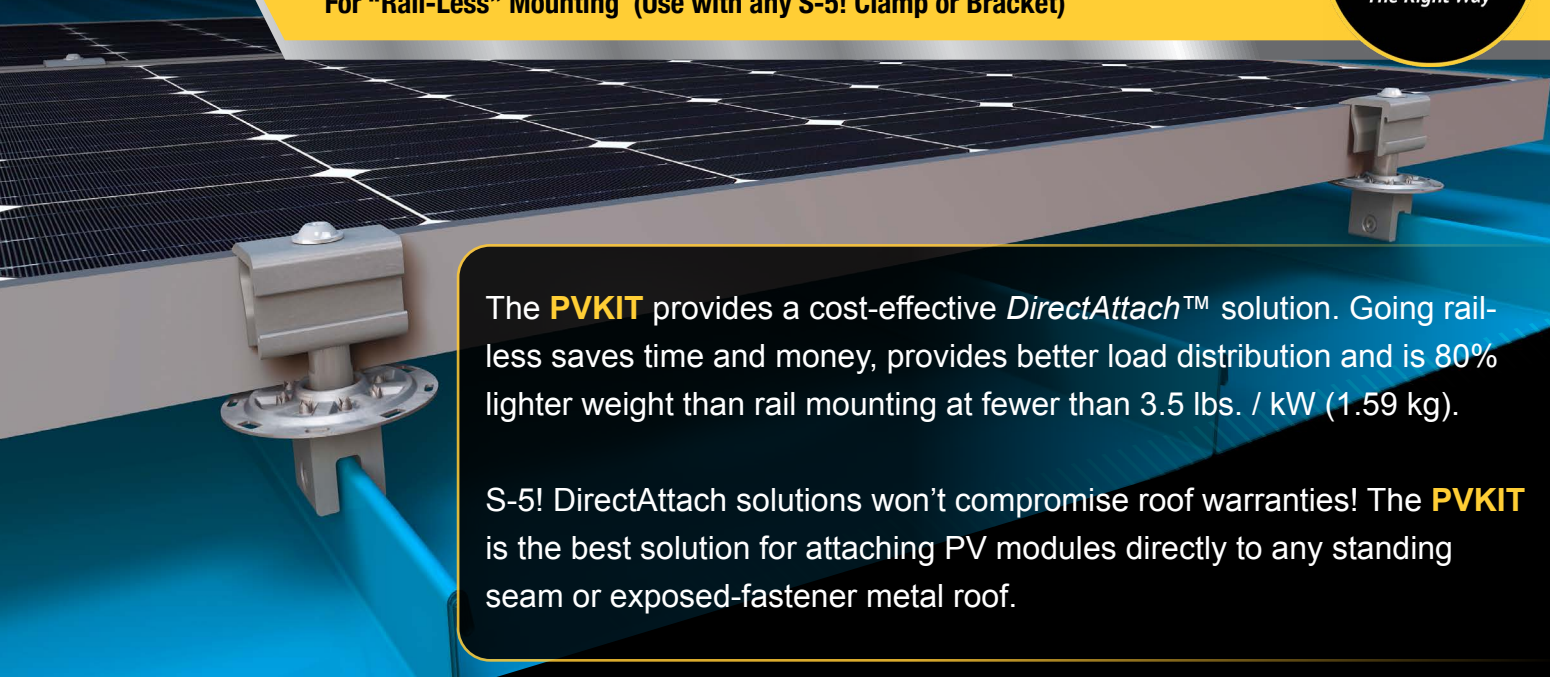 For “Rail-Less” Mounting (Use with any S-5! Clamp or Bracket)
The Right Way
The PVKIT provides a cost-effective DirectAttach™ solution. Going rail-
less saves time and money, provides better load distribution and is 80%
lighter weight than rail mounting at fewer than 3.5 lbs. / kW (1.59 kg).
S-5! DirectAttach solutions won’t compromise roof warranties! The PVKIT
is the best solution for attaching PV modules directly to any standing
seam or exposed-fastener metal roof.